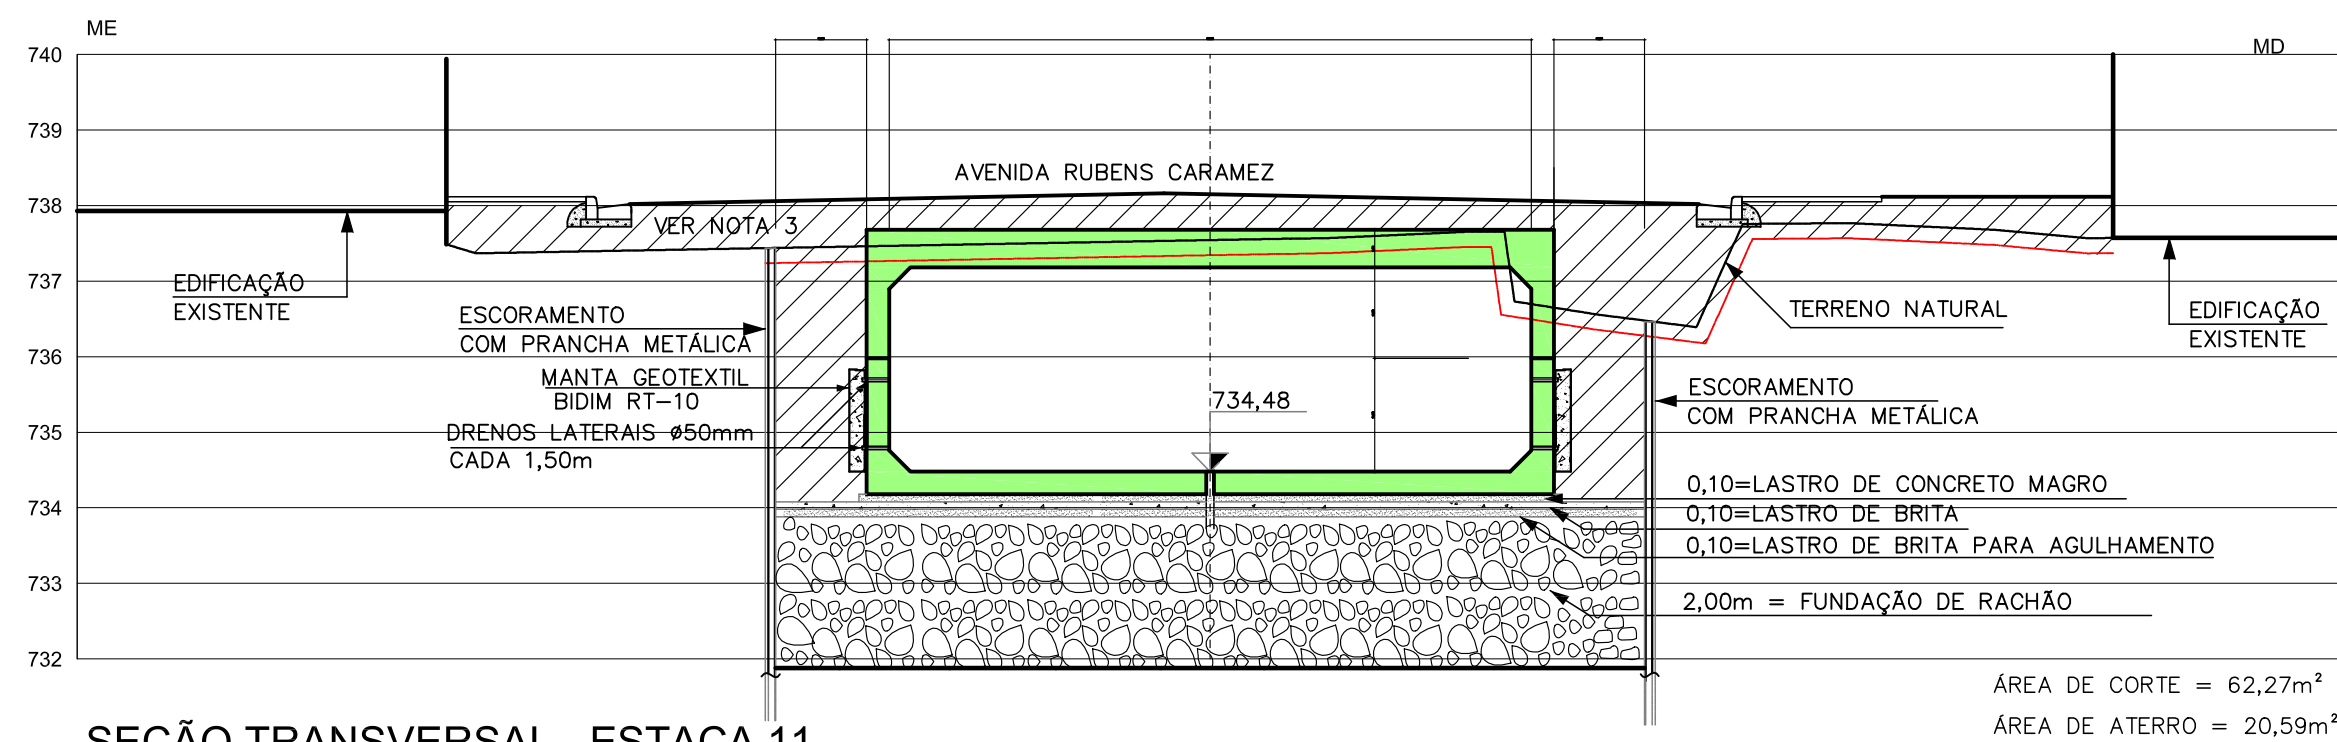 ME
MD
740
739
738
737
736
735
734
733
732
AVENIDA RUBENS CARAMEZ
VER NOTA 3
EDIFICAÇÃO
EXISTENTE
ESCORAMENTO
COM PRANCHA METÁLICA
MANTA GEOTEXTIL
BIDIM RT-10
DRENOS LATERAIS ø50mm
CADA 1,50m
734,48
TERRENO NATURAL
EDIFICAÇÃO
EXISTENTE
ESCORAMENTO
COM PRANCHA METÁLICA
0,10=LASTRO DE CONCRETO MAGRO
0,10=LASTRO DE BRITA
0,10=LASTRO DE BRITA PARA AGULHAMENTO
2,00m = FUNDAÇÃO DE RACHÃO
ÁREA DE CORTE = 62,27m²
ÁREA DE ATERRO = 20,59m²
SEÇÃO TRANSVERSAL - ESTACA 11